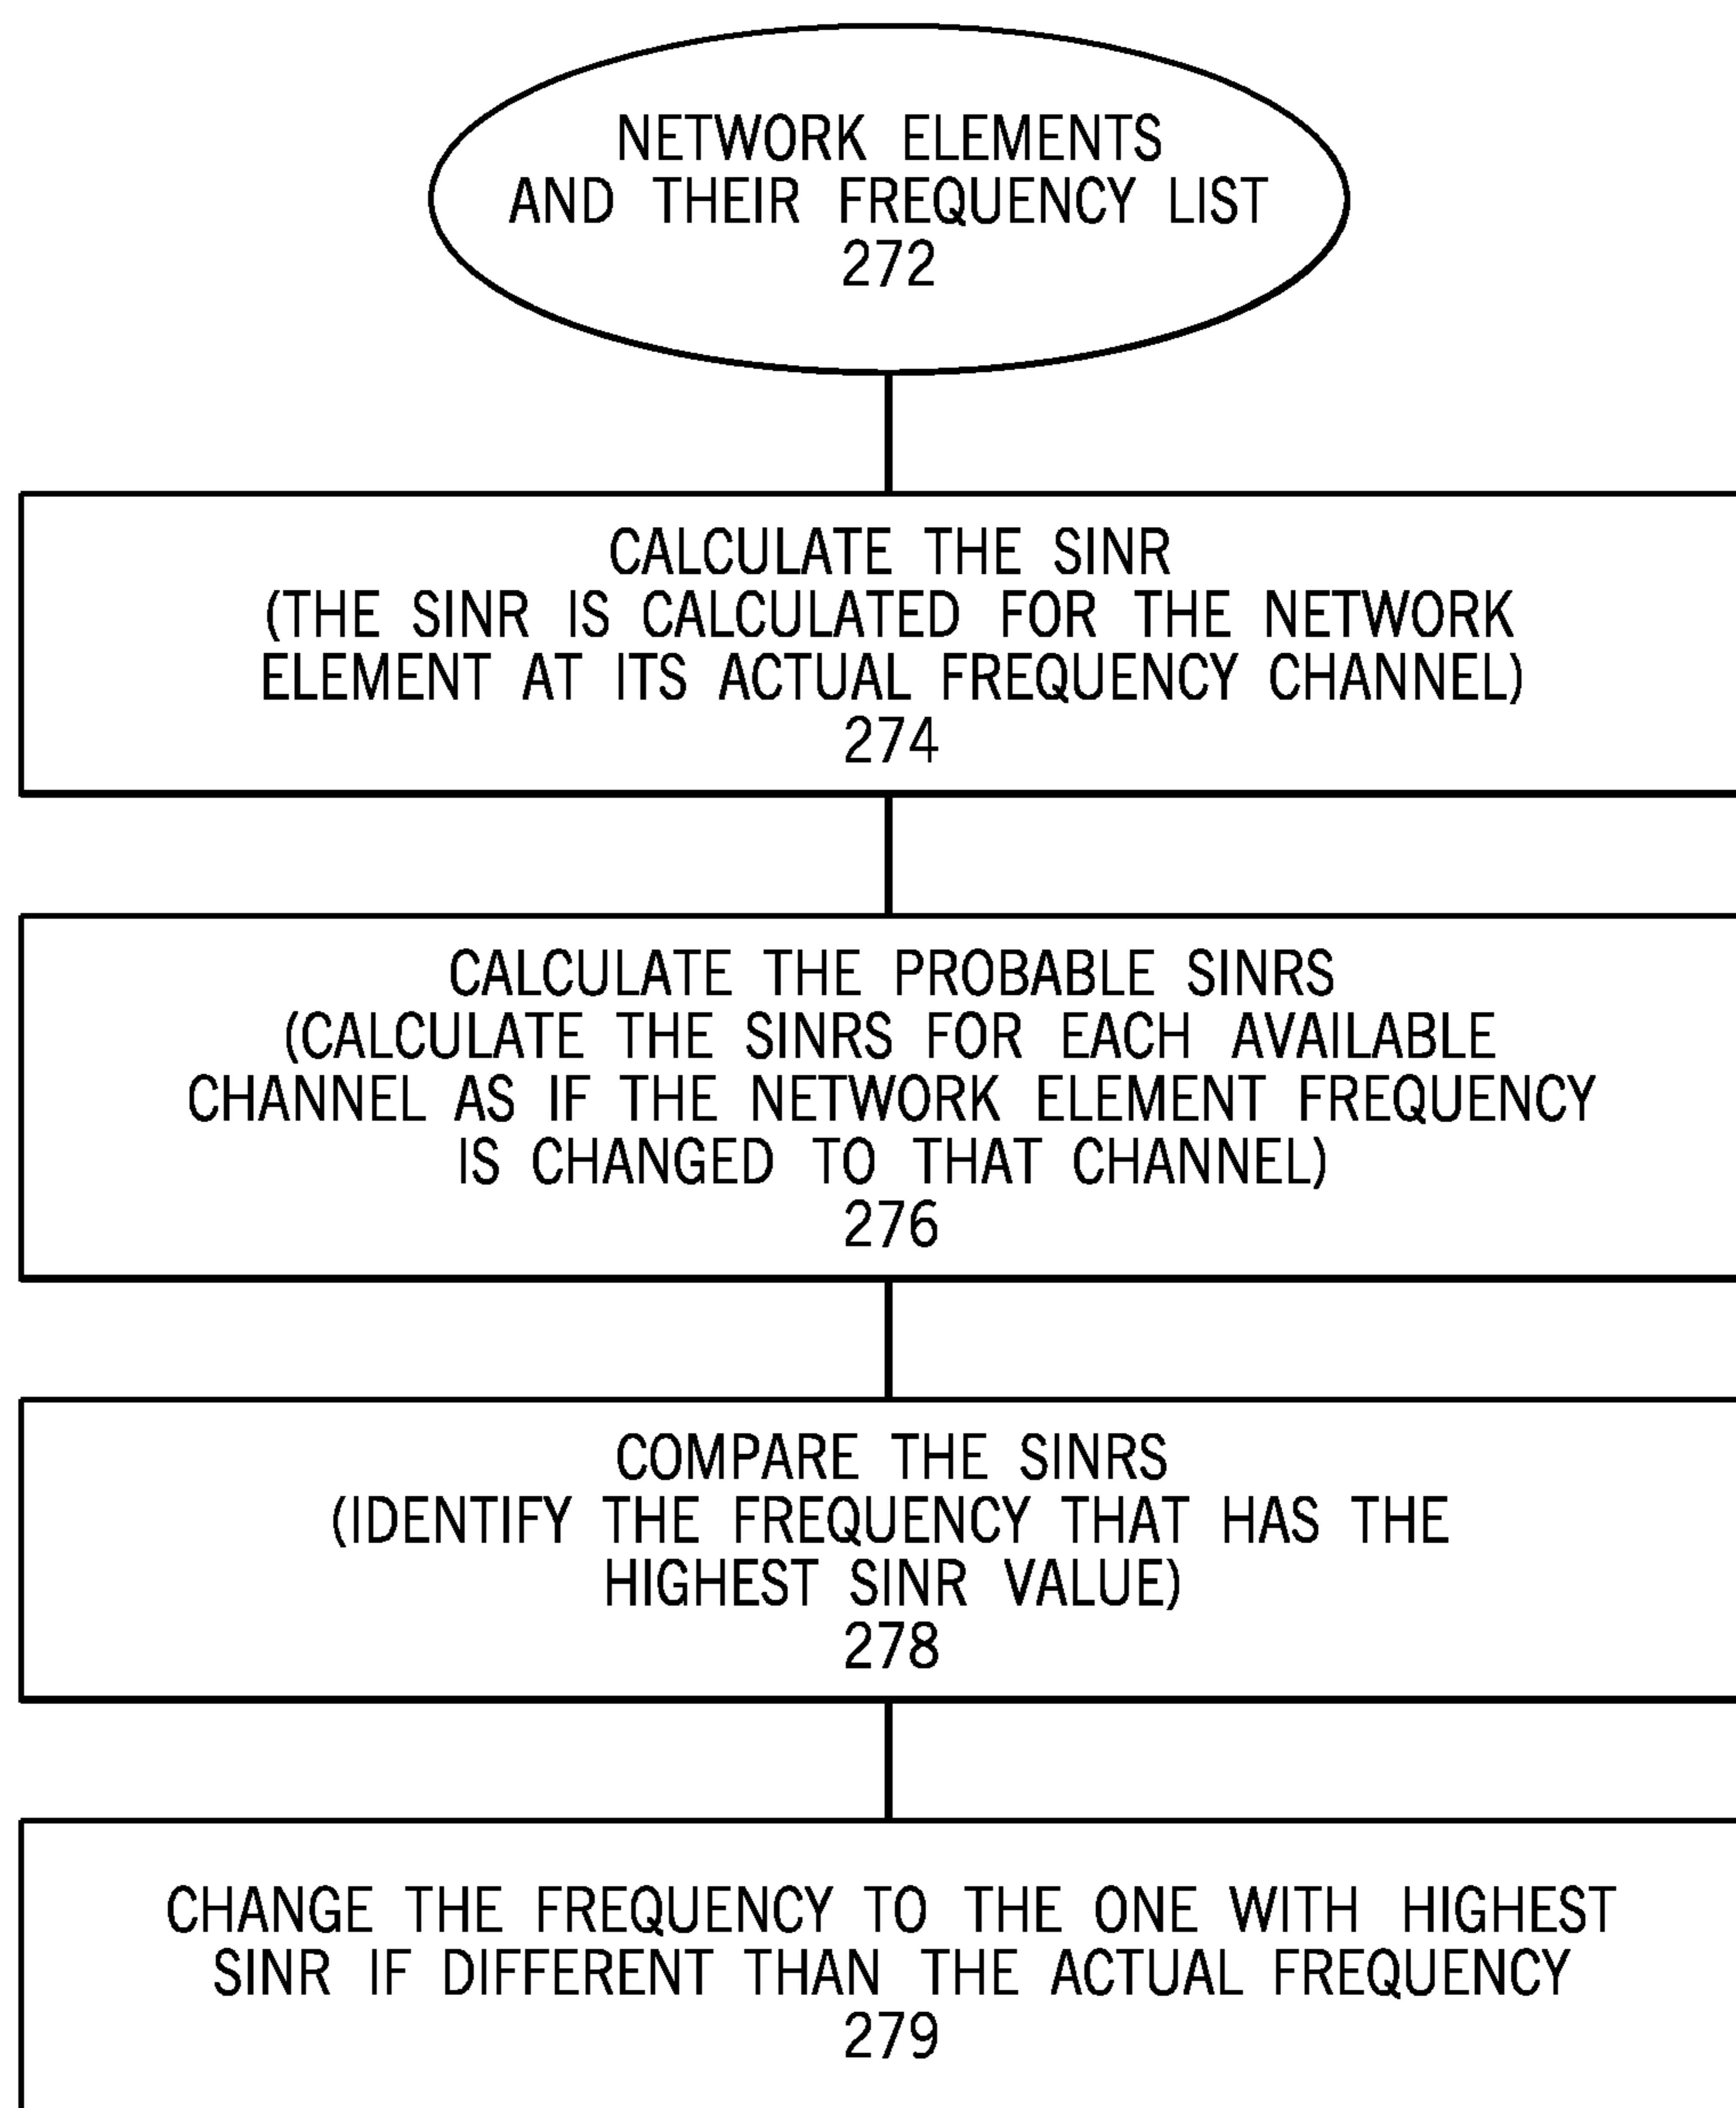 NETWORK ELEMENTS
AND THEIR FREQUENCY LIST
272
CALCULATE THE SINR
(THE SINR IS CALCULATED FOR THE NETWORK
ELEMENT AT ITS ACTUAL FREQUENCY CHANNEL)
274
CALCULATE THE PROBABLE SINRS
(CALCULATE THE SINRS FOR EACH AVAILABLE
CHANNEL AS IF THE NETWORK ELEMENT FREQUENCY
IS CHANGED TO THAT CHANNEL)
276
COMPARE THE SINRS
(IDENTIFY THE FREQUENCY THAT HAS THE
HIGHEST SINR VALUE)
278
CHANGE THE FREQUENCY TO THE ONE WITH HIGHEST
SINR IF DIFFERENT THAN THE ACTUAL FREQUENCY
279